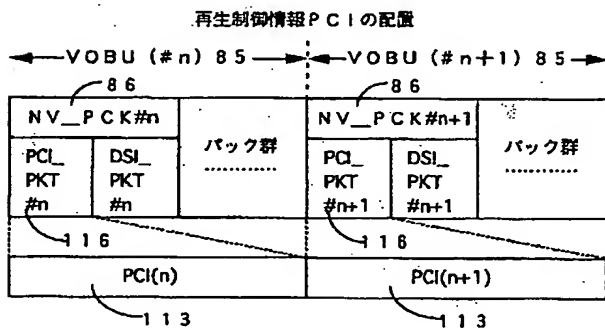 再生制御情報PCIの配置
VOBU (#n) 85
VOBU (#n+1) 85
86
86
NV_PCK#n
パック群
NV_PCK#n+1
パック群
PCI_
PKT
#n
DSI_
PKT
#n
PCI_
PKT
#n+1
DSI_
PKT
#n+1
116
116
PCI(n)
PCI(n+1)
113
113